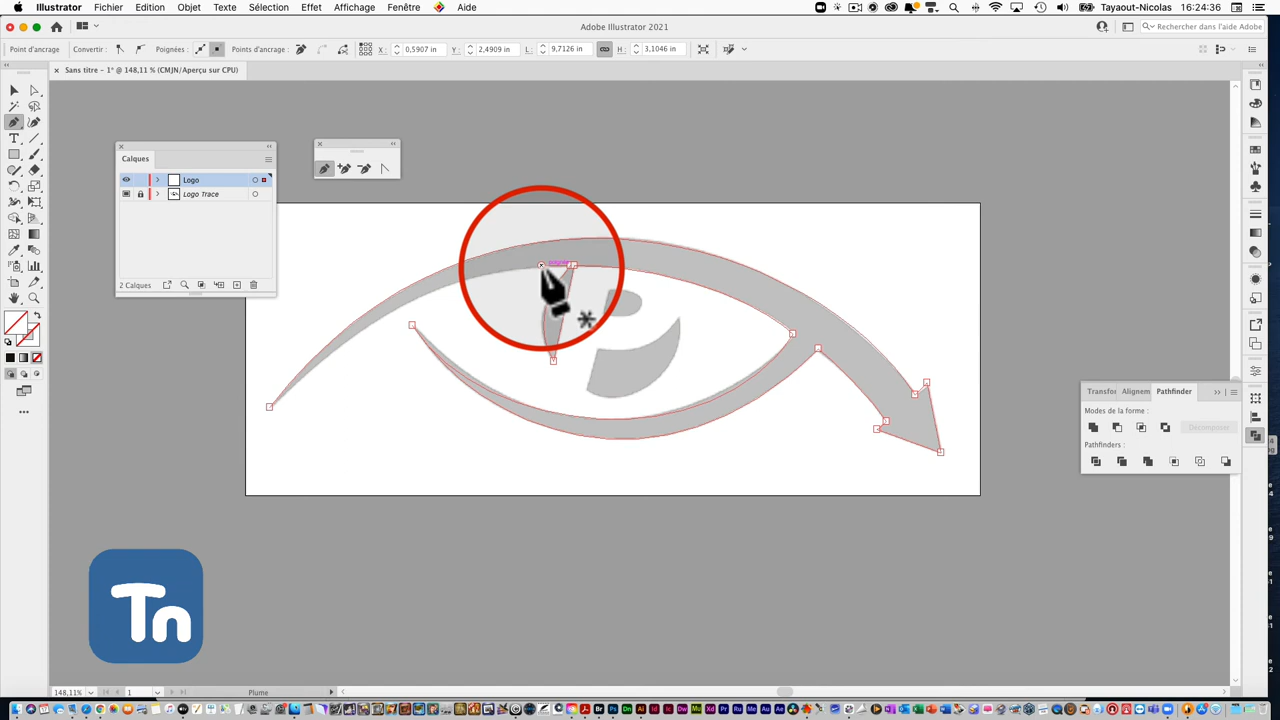 Illustrator Fichier Edition Objet Texte Sélection Effet Affichage Fenêtre Aide Tayaout-Nicolas 16:24:36
Adobe Illustrator 2021
Rechercher dans l'aide Adobe
Point d'ancrage Convertir : Poignées : Points d'ancrage : X : 0,5907 in Y : 2,4909 in L : 9,7126 in H : 3,1046 in
× Sans titre - 1* @ 148,11 % (CMJN/Aperçu sur CPU)
Calques
Logo
Logo Trace
2 Calques
Transfor Alignem Pathfinder
Modes de la forme :
Décomposer
Pathfinders :
Tn
148,11% 1 Plume